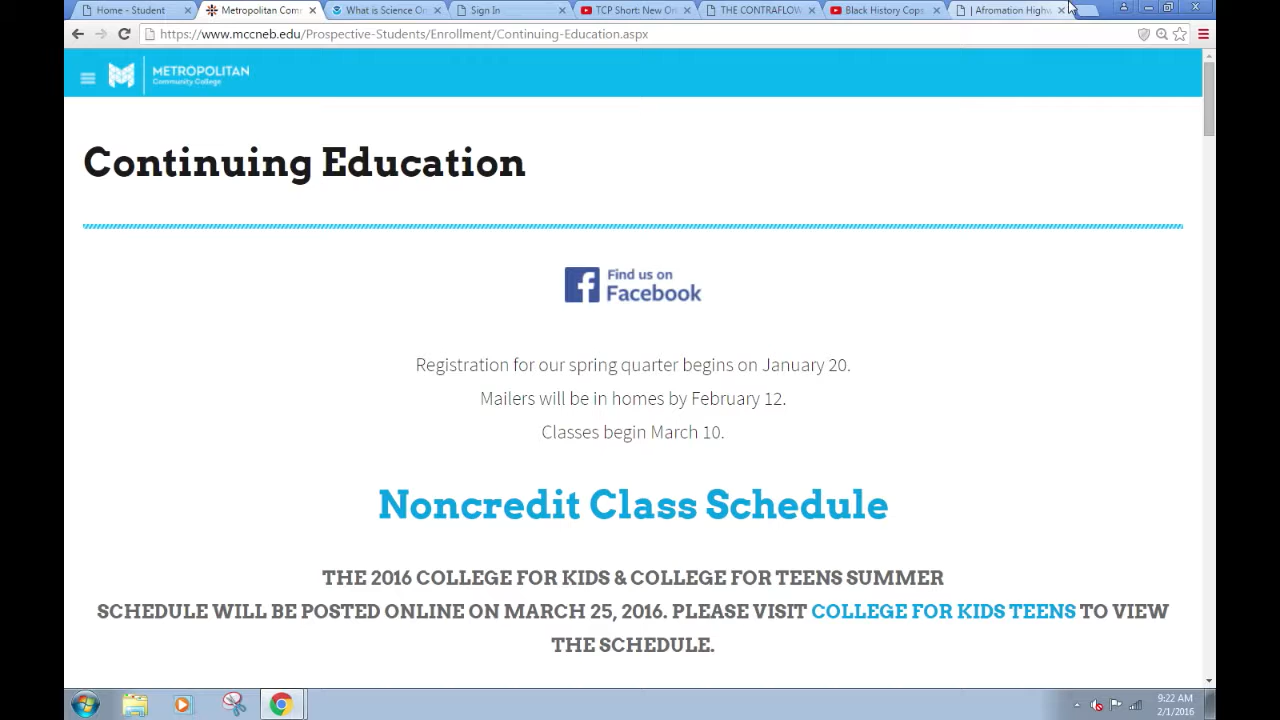 Home - Student
Metropolitan Comm
What is Science On
Sign In
TCP Short: New Or
THE CONTRAFLOW
Black History Cops
| Afromation High
https://www.mccneb.edu/Prospective-Students/Enrollment/Continuing-Education.aspx
METROPOLITAN
Community College
Continuing Education
Find us on
Facebook
Registration for our spring quarter begins on January 20.
Mailers will be in homes by February 12.
Classes begin March 10.
Noncredit Class Schedule
THE 2016 COLLEGE FOR KIDS & COLLEGE FOR TEENS SUMMER
SCHEDULE WILL BE POSTED ONLINE ON MARCH 25, 2016. PLEASE VISIT COLLEGE FOR KIDS TEENS TO VIEW
THE SCHEDULE.
9:22 AM
2/1/2016